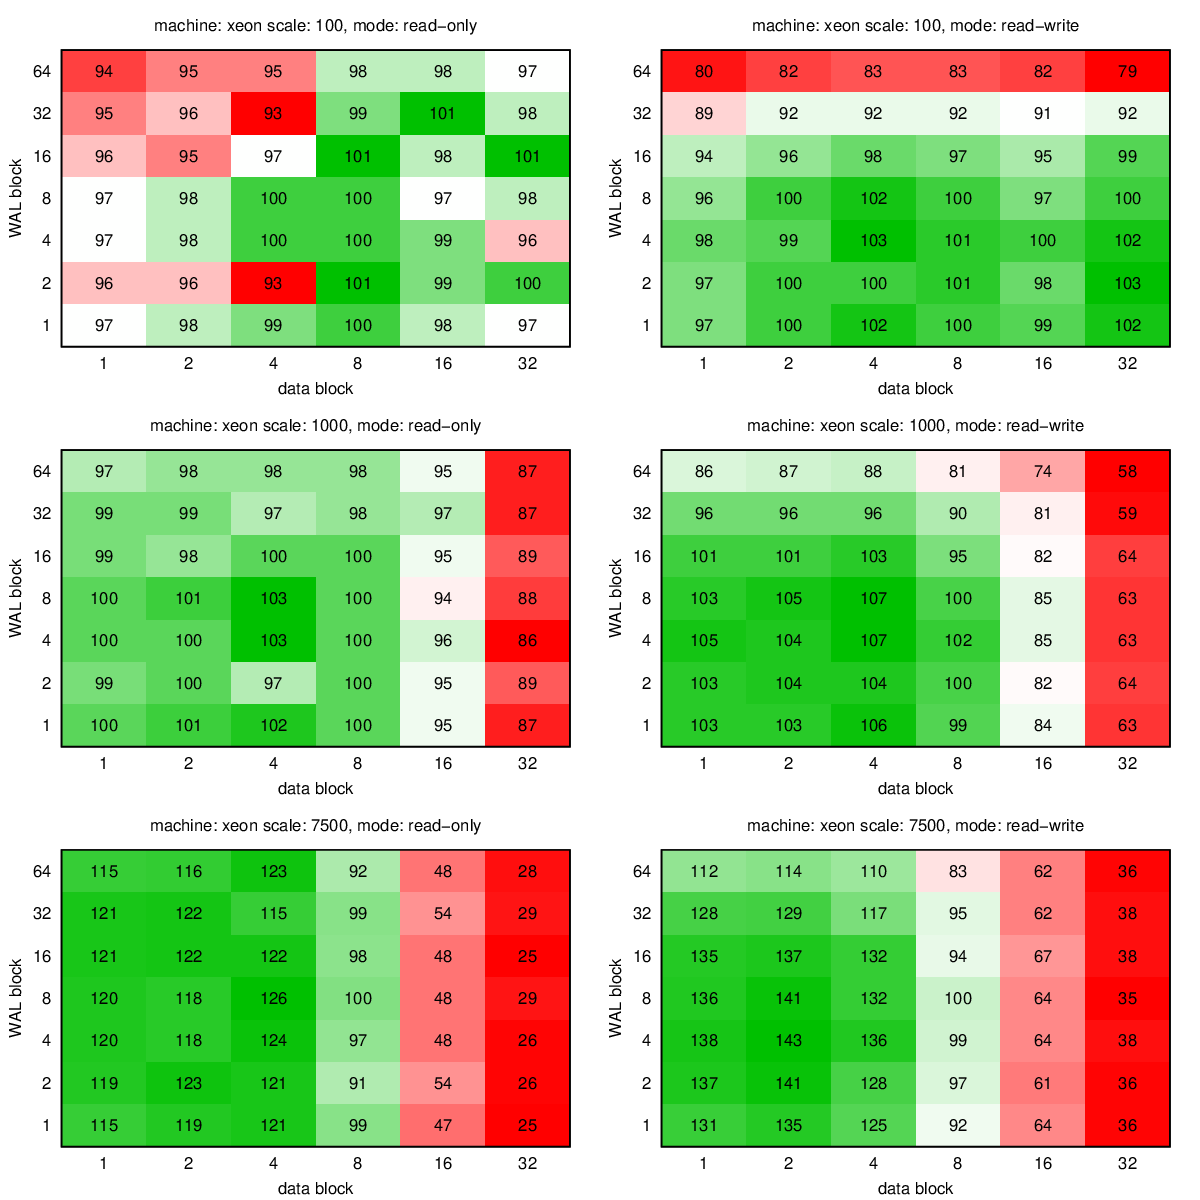 machine: xeon scale: 100, mode: read−only
64 94 95 95 98 98 97
32 95 96 93 99 101 98
16 96 95 97 101 98 101
8 97 98 100 100 97 98
4 97 98 100 100 99 96
2 96 96 93 101 99 100
1 97 98 99 100 98 97
1 2 4 8 16 32
data block
WAL block
machine: xeon scale: 100, mode: read−write
64 80 82 83 83 82 79
32 89 92 92 92 91 92
16 94 96 98 97 95 99
8 96 100 102 100 97 100
4 98 99 103 101 100 102
2 97 100 100 101 98 103
1 97 100 102 100 99 102
1 2 4 8 16 32
data block
WAL block
machine: xeon scale: 1000, mode: read−only
64 97 98 98 98 95 87
32 99 99 97 98 97 87
16 99 98 100 100 95 89
8 100 101 103 100 94 88
4 100 100 103 100 96 86
2 99 100 97 100 95 89
1 100 101 102 100 95 87
1 2 4 8 16 32
data block
WAL block
machine: xeon scale: 1000, mode: read−write
64 86 87 88 81 74 58
32 96 96 96 90 81 59
16 101 101 103 95 82 64
8 103 105 107 100 85 63
4 105 104 107 102 85 63
2 103 104 104 100 82 64
1 103 103 106 99 84 63
1 2 4 8 16 32
data block
WAL block
machine: xeon scale: 7500, mode: read−only
64 115 116 123 92 48 28
32 121 122 115 99 54 29
16 121 122 122 98 48 25
8 120 118 126 100 48 29
4 120 118 124 97 48 26
2 119 123 121 91 54 26
1 115 119 121 99 47 25
1 2 4 8 16 32
data block
WAL block
machine: xeon scale: 7500, mode: read−write
64 112 114 110 83 62 36
32 128 129 117 95 62 38
16 135 137 132 94 67 38
8 136 141 132 100 64 35
4 138 143 136 99 64 38
2 137 141 128 97 61 36
1 131 135 125 92 64 36
1 2 4 8 16 32
data block
WAL block